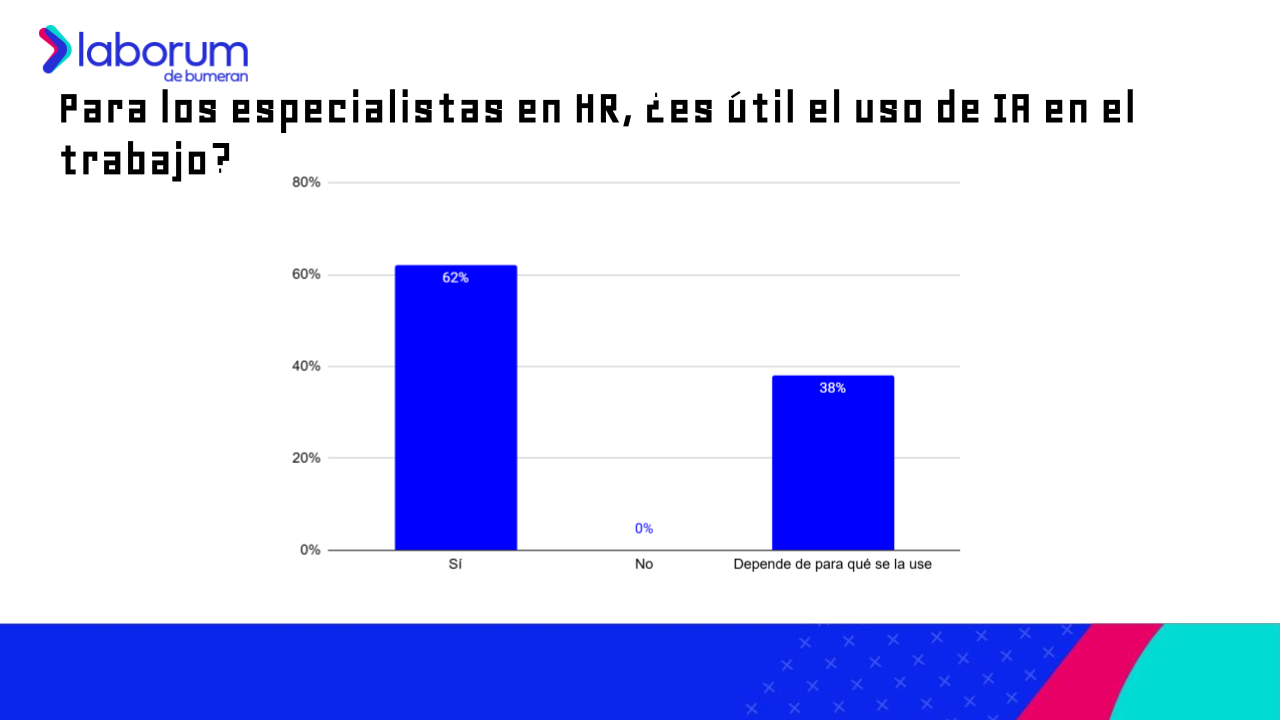 laborum
de bumeran
Para los especialistas en HR, ¿es útil el uso de IA en el
trabajo?
80%
60%
40%
20%
0%
62%
0%
38%
Sí
No
Depende de para qué se la use